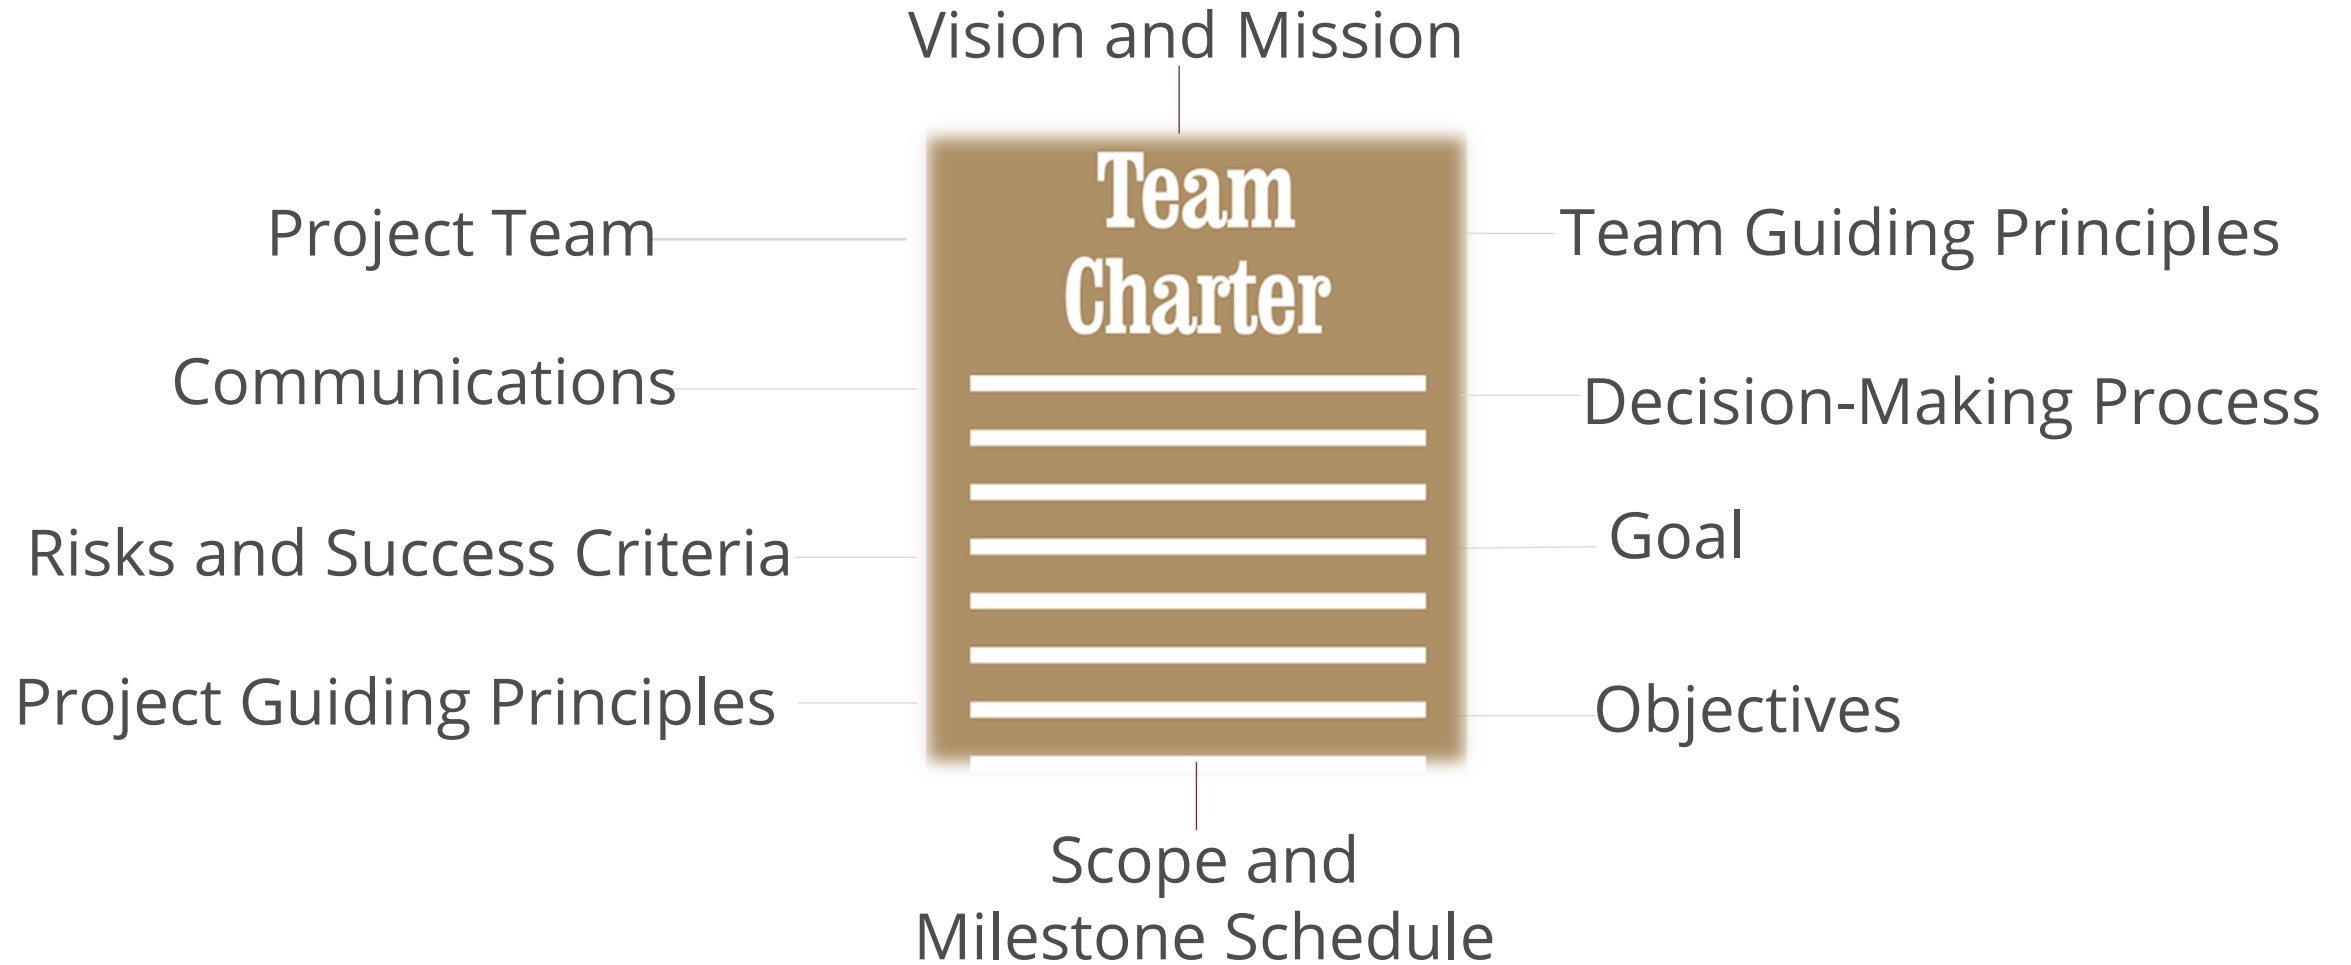 Vision and Mission
Team
Charter
Project Team
Team Guiding Principles
Communications
Decision-Making Process
Risks and Success Criteria
Goal
Project Guiding Principles
Objectives
Scope and
Milestone Schedule